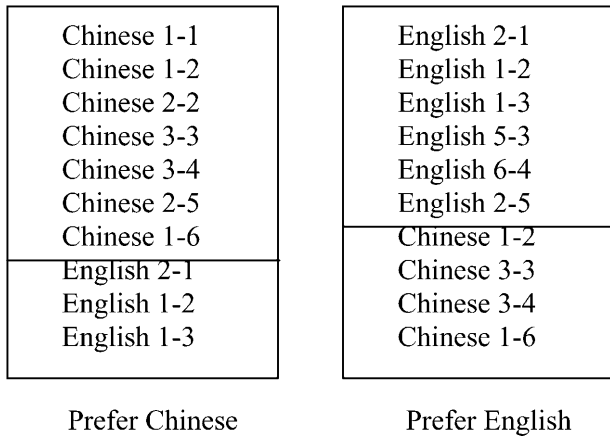 Chinese 1-1
Chinese 1-2
Chinese 2-2
Chinese 3-3
Chinese 3-4
Chinese 2-5
Chinese 1-6
English 2-1
English 1-2
English 1-3
Prefer Chinese
English 2-1
English 1-2
English 1-3
English 5-3
English 6-4
English 2-5
Chinese 1-2
Chinese 3-3
Chinese 3-4
Chinese 1-6
Prefer English